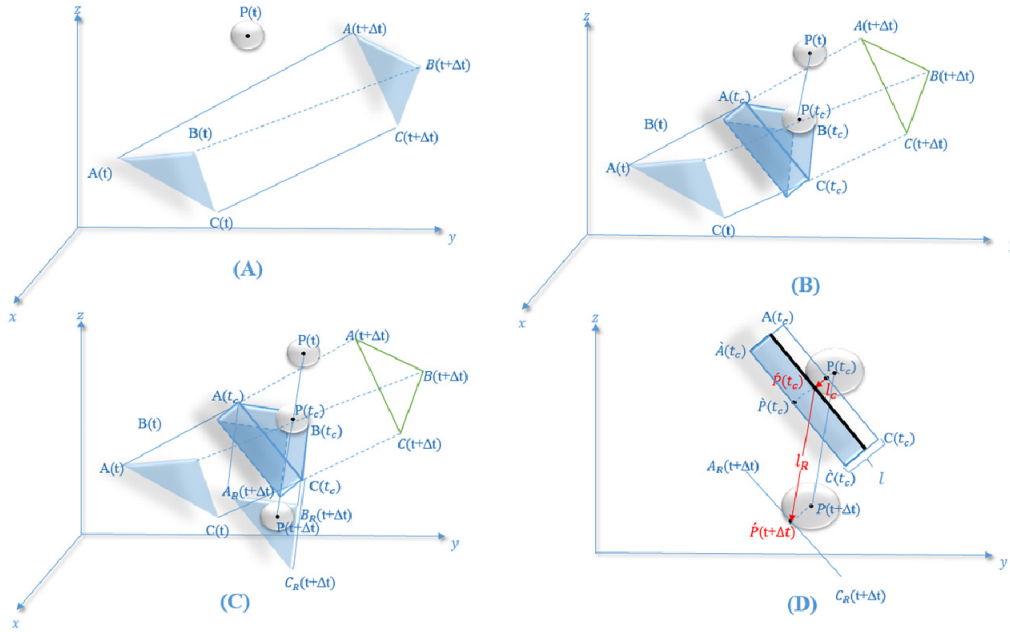 z
P(t)
A(t+Δt)
B(t+Δt)
B(t)
A(t)
C(t+Δt)
C(t)
y
x
(A)
z
P(t)
A(t+Δt)
B(t+Δt)
A(t_c)
P(t_c)
B(t)
B(t_c)
C(t+Δt)
A(t)
C(t_c)
C(t)
x
(B)
z
P(t)
A(t+Δt)
B(t+Δt)
A(t_c)
P(t_c)
B(t)
B(t_c)
C(t+Δt)
A(t)
C(t_c)
A_R(t+Δt)
B_R(t+Δt)
C(t)
P(t+Δt)
y
C_R(t+Δt)
x
(C)
z
A(t_c)
À(t_c)
P(t_c)
Ṕ(t_c)
l_c
P̀(t_c)
C(t_c)
l_R
A_R(t+Δt)
C̀(t_c)
l
P(t+Δt)
Ṕ(t+Δt)
y
C_R(t+Δt)
(D)